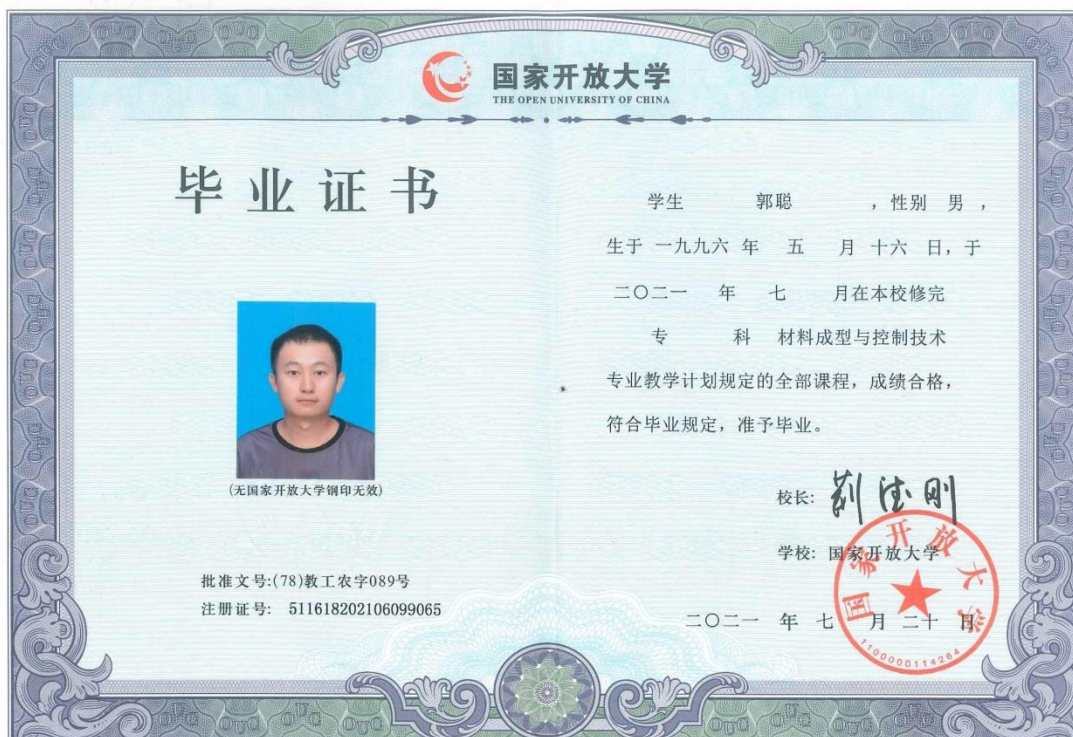 国家开放大学
THE OPEN UNIVERSITY OF CHINA
毕业证书
(无国家开放大学钢印无效)
批准文号:(78)教工农字089号
注册证号: 511618202106099065
学生 郭聪 ，性别 男 ，
生于 一九九六 年 五 月 十六 日，于
二〇二一 年 七 月在本校修完
专 科 材料成型与控制技术
专业教学计划规定的全部课程，成绩合格，
符合毕业规定，准予毕业。
校长:
学校: 国家开放大学
二〇二一 年 七 月 二十 日
国家开放大学
1100000114264